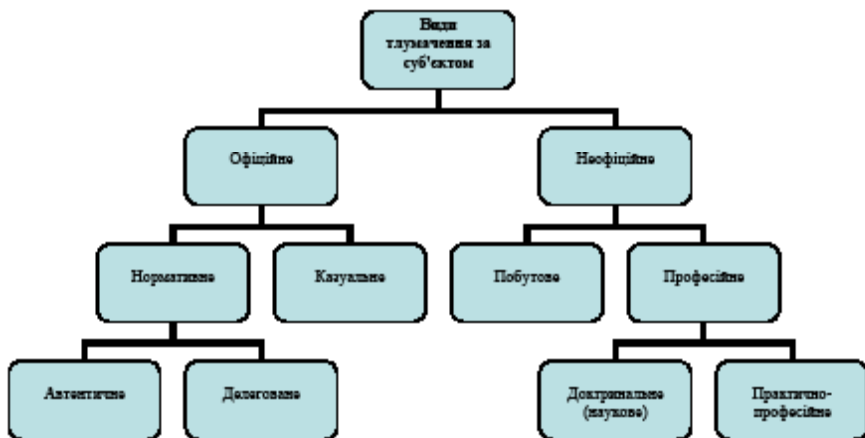 Види
тлумачення за
суб'єктом
Офіційне
Неофіційне
Нормативне
Казуальне
Побутове
Професійне
Автентичне
Делеговане
Доктринальне
(наукове)
Практично-
професійне